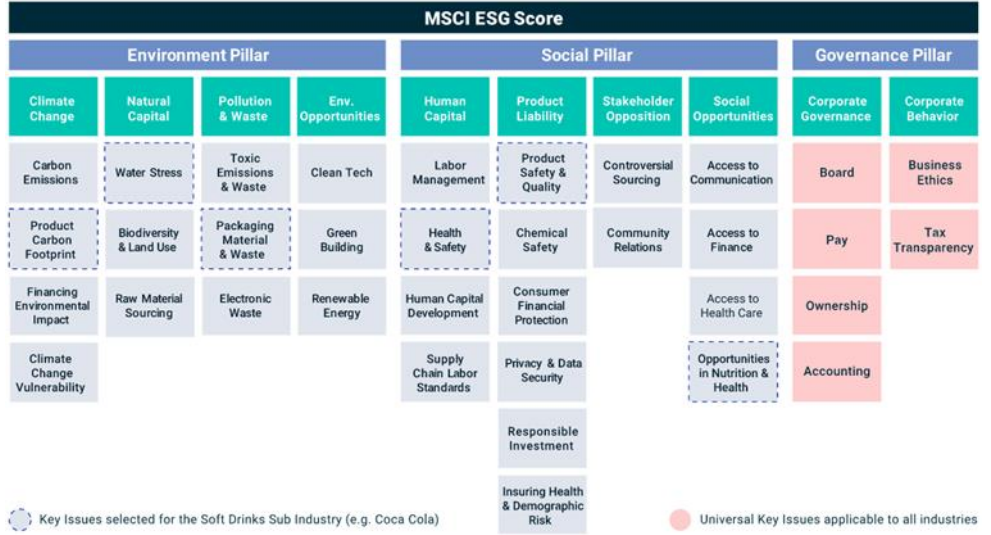 MSCI ESG Score
Environment Pillar
Social Pillar
Governance Pillar
Climate
Change
Natural
Capital
Pollution
& Waste
Env.
Opportunities
Human
Capital
Product
Liability
Stakeholder
Opposition
Social
Opportunities
Corporate
Governance
Corporate
Behavior
Carbon
Emissions
Water Stress
Toxic
Emissions
& Waste
Clean Tech
Labor
Management
Product
Safety &
Quality
Controversial
Sourcing
Access to
Communication
Board
Business
Ethics
Product
Carbon
Footprint
Biodiversity
& Land Use
Packaging
Material
& Waste
Green
Building
Health
& Safety
Chemical
Safety
Community
Relations
Access to
Finance
Pay
Tax
Transparency
Financing
Environmental
Impact
Raw Material
Sourcing
Electronic
Waste
Renewable
Energy
Human Capital
Development
Consumer
Financial
Protection
Access to
Health Care
Ownership
Climate
Change
Vulnerability
Supply
Chain Labor
Standards
Privacy & Data
Security
Opportunities
in Nutrition &
Health
Accounting
Responsible
Investment
Insuring Health
& Demographic
Risk
Key Issues selected for the Soft Drinks Sub Industry (e.g. Coca Cola)
Universal Key Issues applicable to all industries